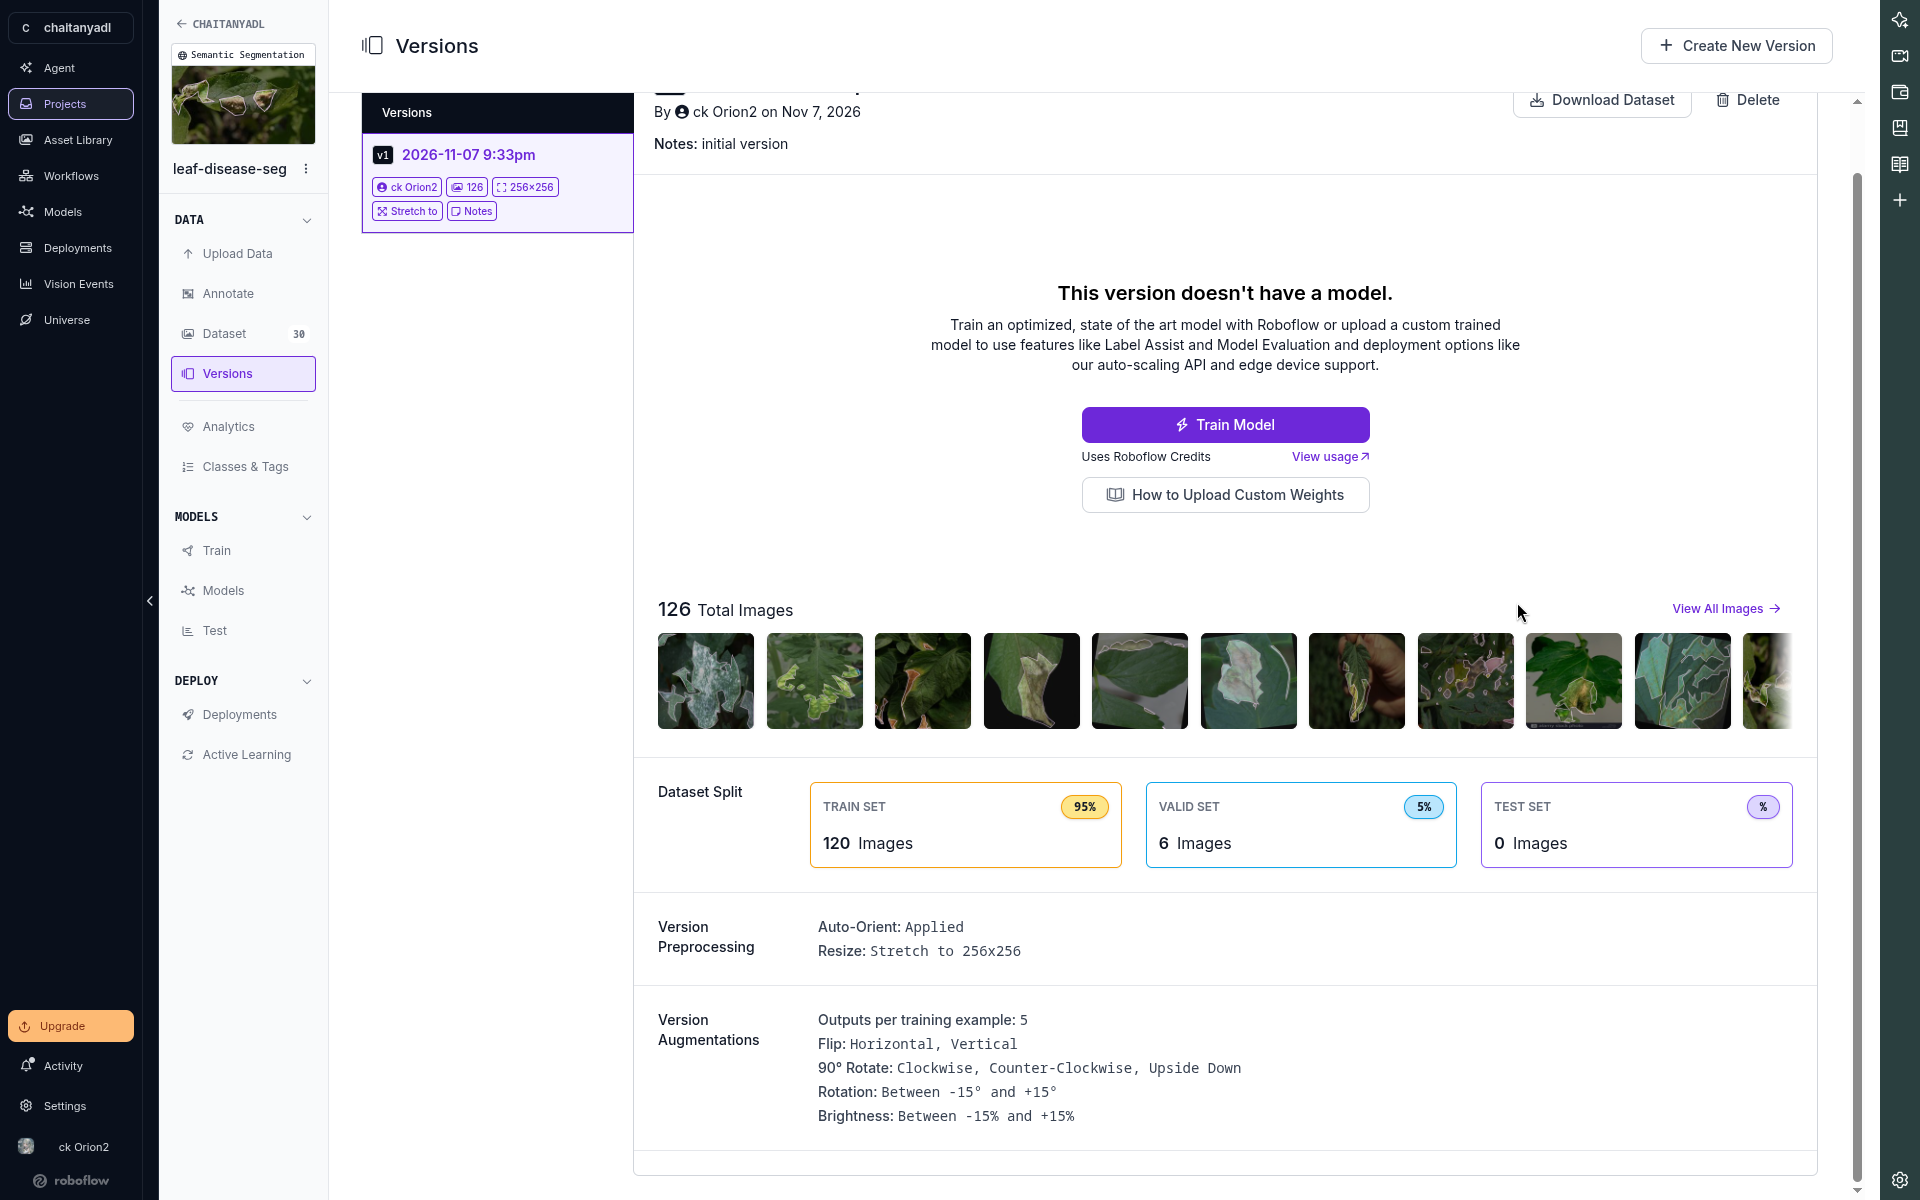 C chaitanyadl
Agent
Projects
Asset Library
Workflows
Models
Deployments
Vision Events
Universe
Upgrade
Activity
Settings
ck Orion2
roboflow
CHAITANYADL
Semantic Segmentation
leaf-disease-seg
DATA
Upload Data
Annotate
Dataset 30
Versions
Analytics
Classes & Tags
MODELS
Train
Models
Test
DEPLOY
Deployments
Active Learning
Versions
Create New Version
Versions
v1 2026-11-07 9:33pm
ck Orion2 126 256×256
Stretch to Notes
By ck Orion2 on Nov 7, 2026
Download Dataset Delete
Notes: initial version
This version doesn't have a model.
Train an optimized, state of the art model with Roboflow or upload a custom trained
model to use features like Label Assist and Model Evaluation and deployment options like
our auto-scaling API and edge device support.
Train Model
Uses Roboflow Credits View usage
How to Upload Custom Weights
126 Total Images
View All Images
Dataset Split
TRAIN SET 95%
120 Images
VALID SET 5%
6 Images
TEST SET %
0 Images
Version
Preprocessing
Auto-Orient: Applied
Resize: Stretch to 256x256
Version
Augmentations
Outputs per training example: 5
Flip: Horizontal, Vertical
90° Rotate: Clockwise, Counter-Clockwise, Upside Down
Rotation: Between -15° and +15°
Brightness: Between -15% and +15%